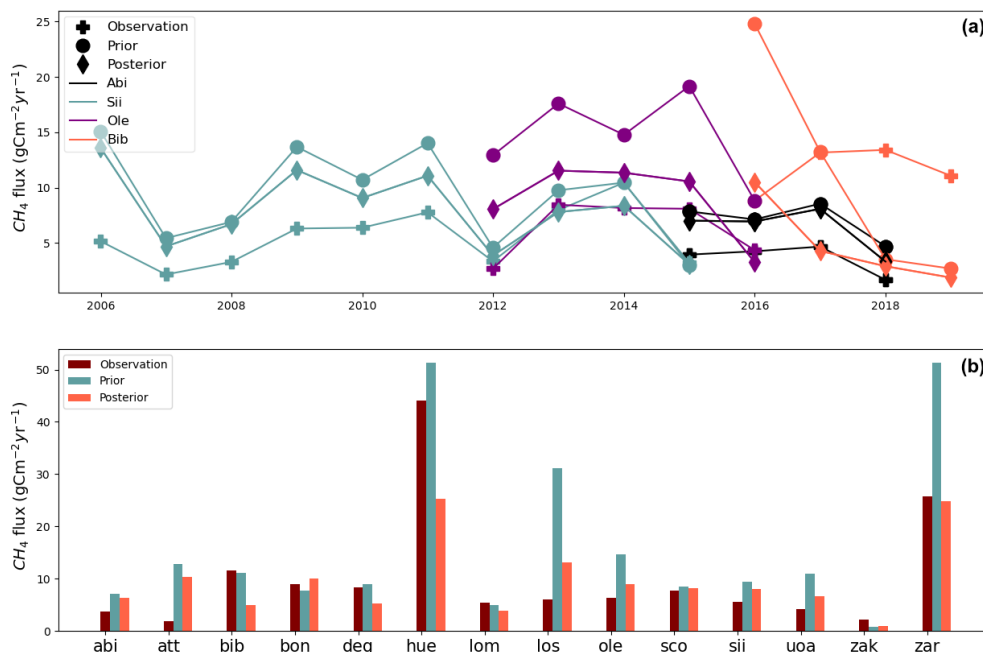 (a)
Observation
Prior
Posterior
Abi
Sii
Ole
Bib
CH₄ flux (gCm⁻²yr⁻¹)
25
20
15
10
5
2006 2008 2010 2012 2014 2016 2018
(b)
Observation
Prior
Posterior
CH₄ flux (gCm⁻²yr⁻¹)
50
40
30
20
10
0
abi att bib bon deg hue lom los ole sco sii uoa zak zar